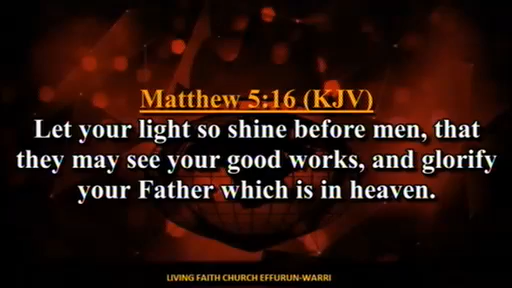 Matthew 5:16 (KJV)
Let your light so shine before men, that
they may see your good works, and glorify
your Father which is in heaven.
LIVING FAITH CHURCH EFFURUN-WARRI